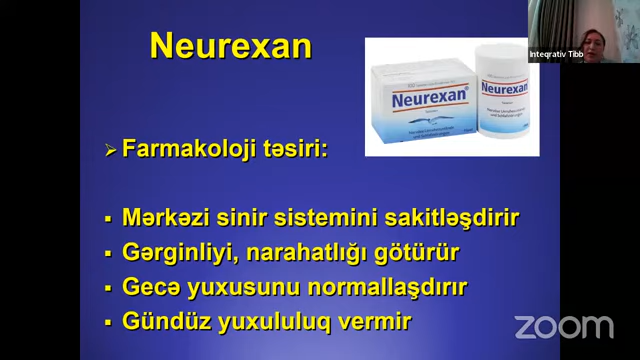 Neurexan
Neurexan®
Neurexan®
Integrativ Tibb
➢ Farmakoloji təsiri:
▪ Mərkəzi sinir sistemini sakitləşdirir
▪ Gərginliyi, narahatlığı götürür
▪ Gecə yuxusunu normallaşdırır
▪ Gündüz yuxululuq vermir
zoom